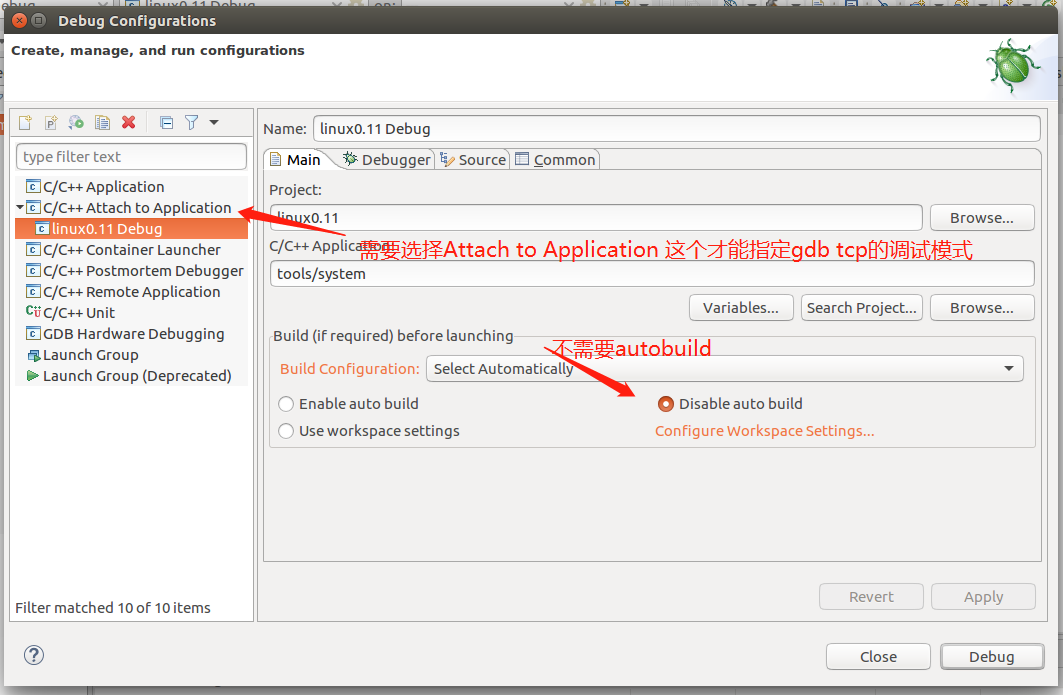 linux0.11 Debug
Debug Configurations
Create, manage, and run configurations
type filter text
C/C++ Application
C/C++ Attach to Application
linux0.11 Debug
C/C++ Container Launcher
C/C++ Postmortem Debugger
C/C++ Remote Application
C/C++ Unit
GDB Hardware Debugging
Launch Group
Launch Group (Deprecated)
Filter matched 10 of 10 items
Name: linux0.11 Debug
Main Debugger Source Common
Project:
linux0.11 Browse...
C/C++ Application:
需要选择Attach to Application 这个才能指定gdb tcp的调试模式
tools/system
Variables... Search Project... Browse...
Build (if required) before launching
不需要autobuild
Build Configuration: Select Automatically
Enable auto build Disable auto build
Use workspace settings Configure Workspace Settings...
Revert Apply
Close Debug